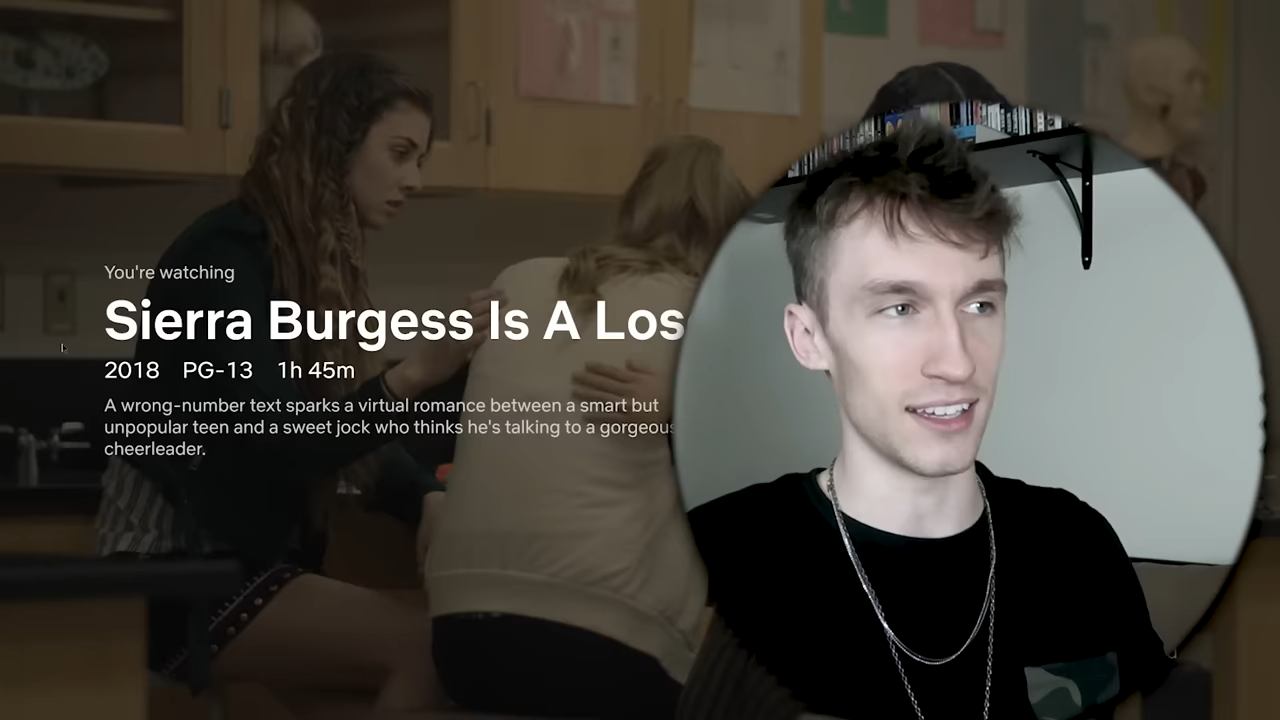 You're watching
Sierra Burgess Is A Los
2018 PG-13 1h 45m
A wrong-number text sparks a virtual romance between a smart but
unpopular teen and a sweet jock who thinks he's talking to a gorgeous
cheerleader.